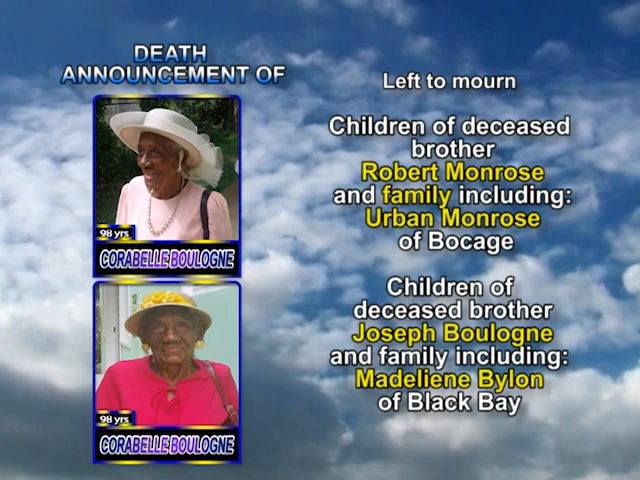 DEATH
ANNOUNCEMENT OF
98 yrs
CORABELLE BOULOGNE
98 yrs
CORABELLE BOULOGNE
Left to mourn
Children of deceased
brother
Robert Monrose
and family including:
Urban Monrose
of Bocage
Children of
deceased brother
Joseph Boulogne
and family including:
Madeliene Bylon
of Black Bay